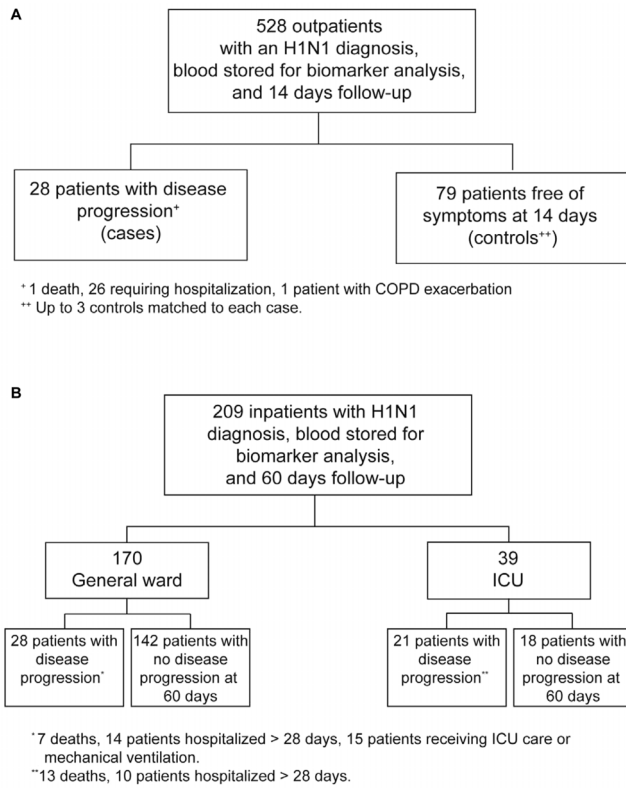 A
528 outpatients
with an H1N1 diagnosis,
blood stored for biomarker analysis,
and 14 days follow-up
28 patients with disease
progression+
(cases)
79 patients free of
symptoms at 14 days
(controls++)
+ 1 death, 26 requiring hospitalization, 1 patient with COPD exacerbation
++ Up to 3 controls matched to each case.
B
209 inpatients with H1N1
diagnosis, blood stored for
biomarker analysis,
and 60 days follow-up
170
General ward
39
ICU
28 patients with
disease
progression*
142 patients with
no disease
progression at
60 days
21 patients with
disease
progression**
18 patients with
no disease
progression at
60 days
*7 deaths, 14 patients hospitalized > 28 days, 15 patients receiving ICU care or
mechanical ventilation.
**13 deaths, 10 patients hospitalized > 28 days.